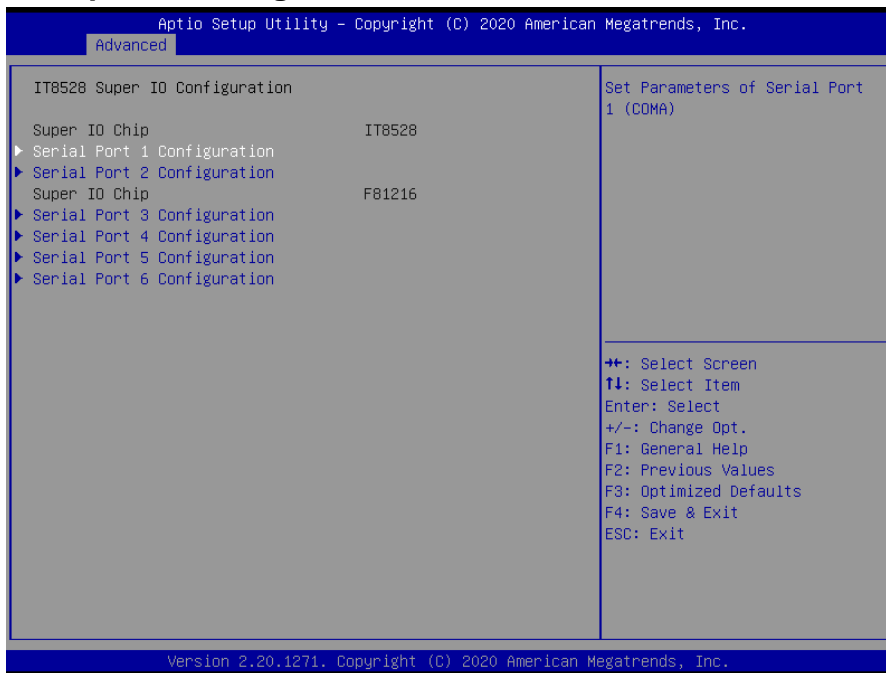 Aptio Setup Utility – Copyright (C) 2020 American Megatrends, Inc.
Advanced
IT8528 Super IO Configuration
Super IO Chip IT8528
Serial Port 1 Configuration
Serial Port 2 Configuration
Super IO Chip F81216
Serial Port 3 Configuration
Serial Port 4 Configuration
Serial Port 5 Configuration
Serial Port 6 Configuration
Set Parameters of Serial Port
1 (COMA)
→←: Select Screen
↑↓: Select Item
Enter: Select
+/-: Change Opt.
F1: General Help
F2: Previous Values
F3: Optimized Defaults
F4: Save & Exit
ESC: Exit
Version 2.20.1271. Copyright (C) 2020 American Megatrends, Inc.